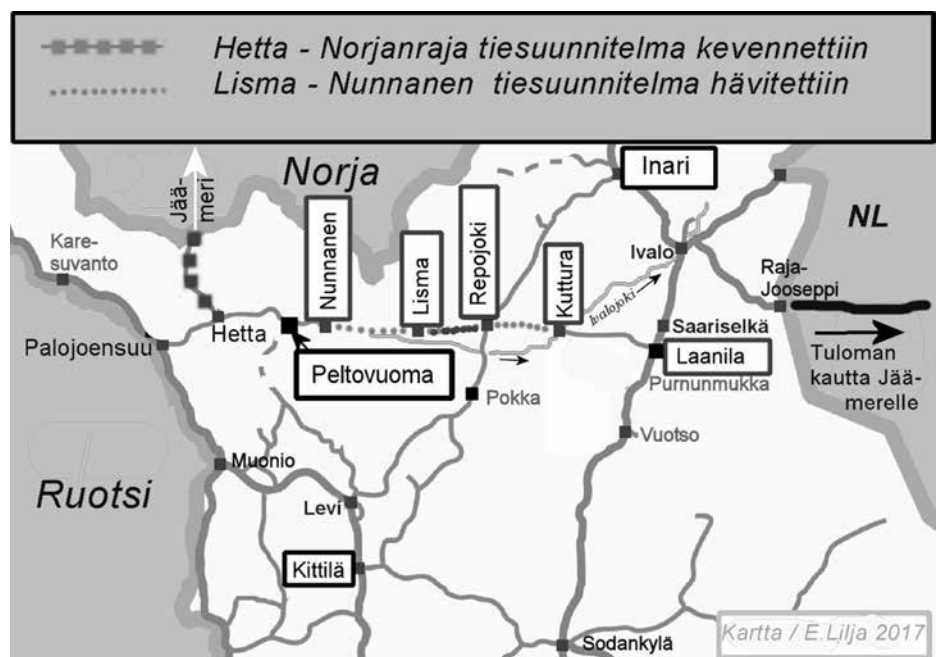 Hetta - Norjanraja tiesuunnitelma kevennettiin
Lisma - Nunnanen tiesuunnitelma hävitettiin
Norja
Inari
Jää-
meri
NL
Kare-
suvanto
Nunnanen
Lisma
Repojoki
Kuttura
Ivalojoki
Ivalo
Raja-
Jooseppi
Hetta
Palojoensuu
Saariselkä
Laanila
Purnunmukka
Tuloman
kautta Jää-
merelle
Peltovuoma
Pokka
Vuotso
Muonio
Ruotsi
Levi
Kittilä
Sodankylä
Kartta / E.Lilja 2017